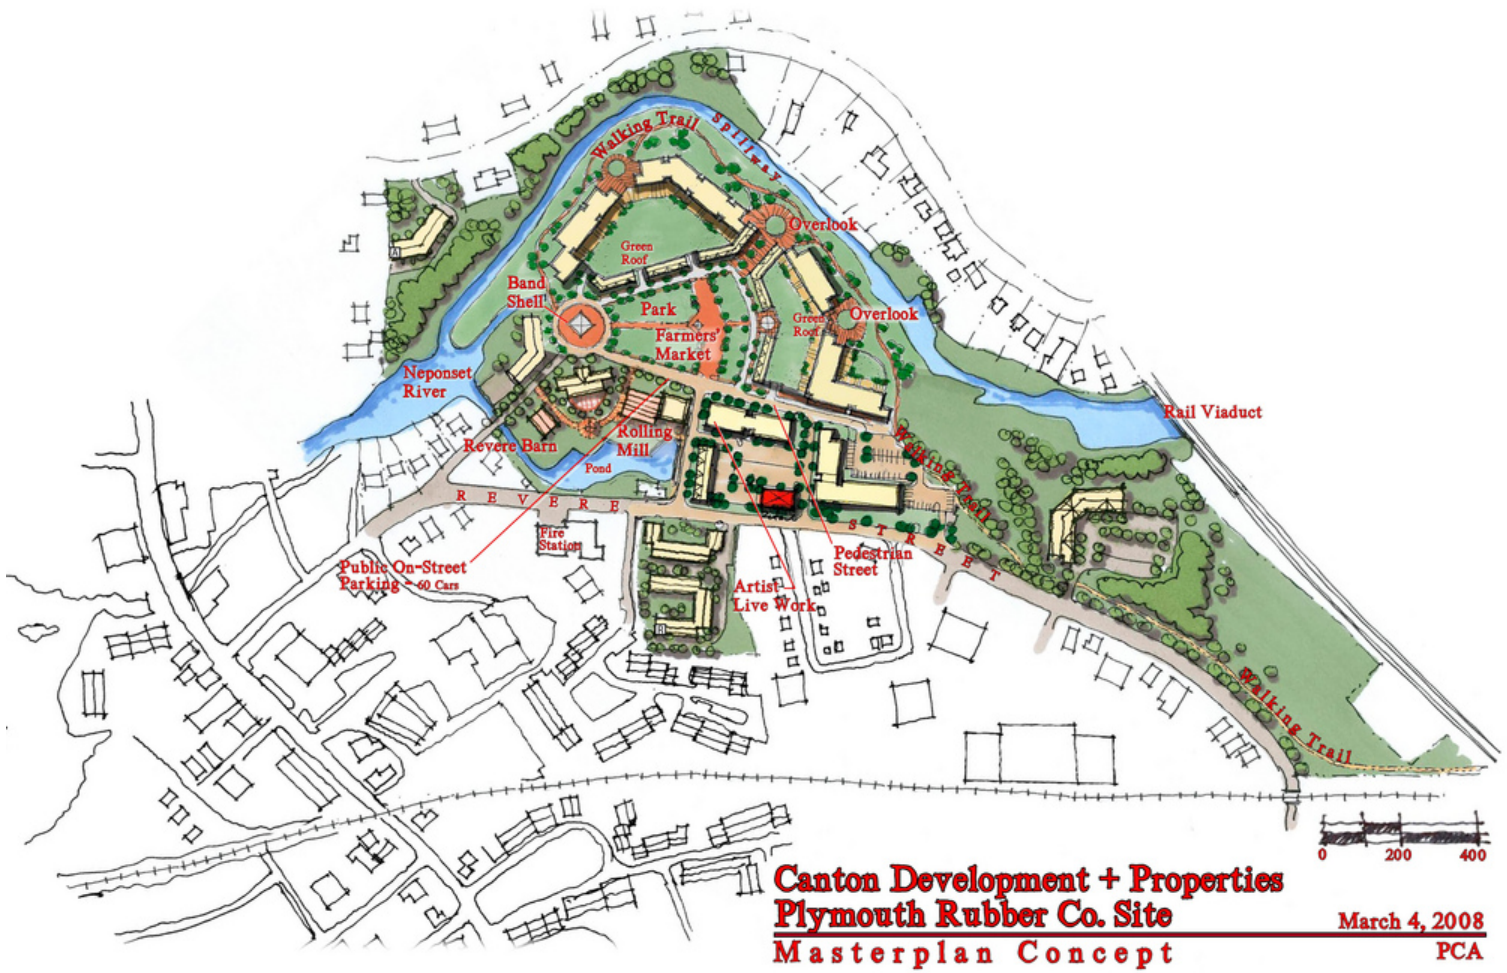 Walking Trail
Spillway
Overlook
Green
Roof
Band
Shell
Park
Green
Roof
Overlook
Farmers'
Market
Neponset
River
Rail Viaduct
Revere Barn
Rolling
Mill
Walking Trail
Pond
REVERE STREET
Fire
Station
Pedestrian
Street
Public On-Street
Parking - 60 Cars
Artist
Live Work
A
B
Walking Trail
0 200 400
Canton Development + Properties
Plymouth Rubber Co. Site
March 4, 2008
Masterplan Concept
PCA